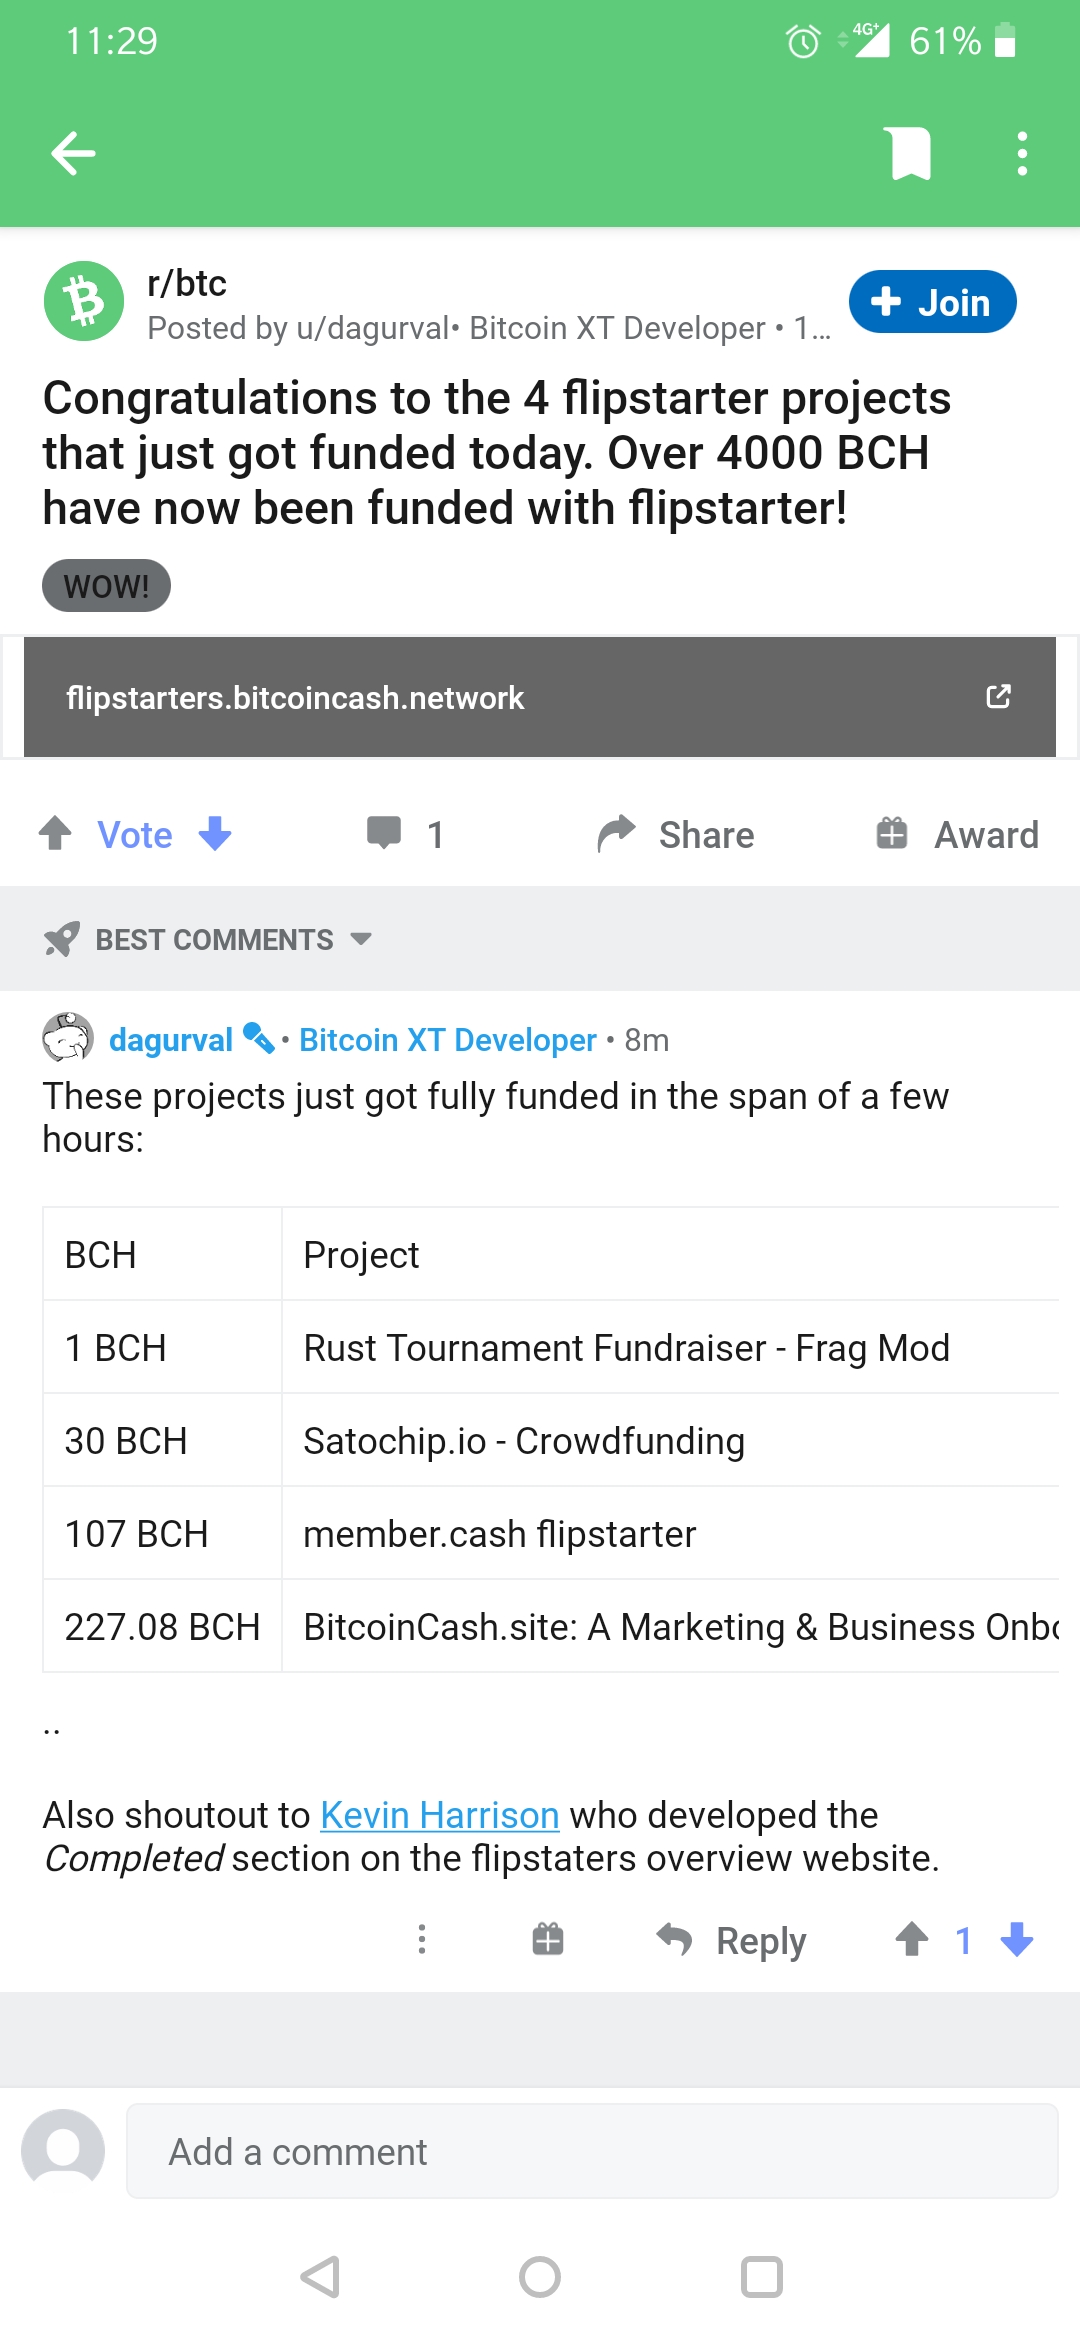 11:29
4G+ 61%
r/btc
Posted by u/dagurval• Bitcoin XT Developer • 1...
Join
Congratulations to the 4 flipstarter projects
that just got funded today. Over 4000 BCH
have now been funded with flipstarter!
WOW!
flipstarters.bitcoincash.network
Vote
1
Share
Award
BEST COMMENTS
dagurval • Bitcoin XT Developer • 8m
These projects just got fully funded in the span of a few
hours:
BCH Project
1 BCH Rust Tournament Fundraiser - Frag Mod
30 BCH Satochip.io - Crowdfunding
107 BCH member.cash flipstarter
227.08 BCH BitcoinCash.site: A Marketing & Business Onbo
..
Also shoutout to Kevin Harrison who developed the
Completed section on the flipstaters overview website.
Reply 1
Add a comment